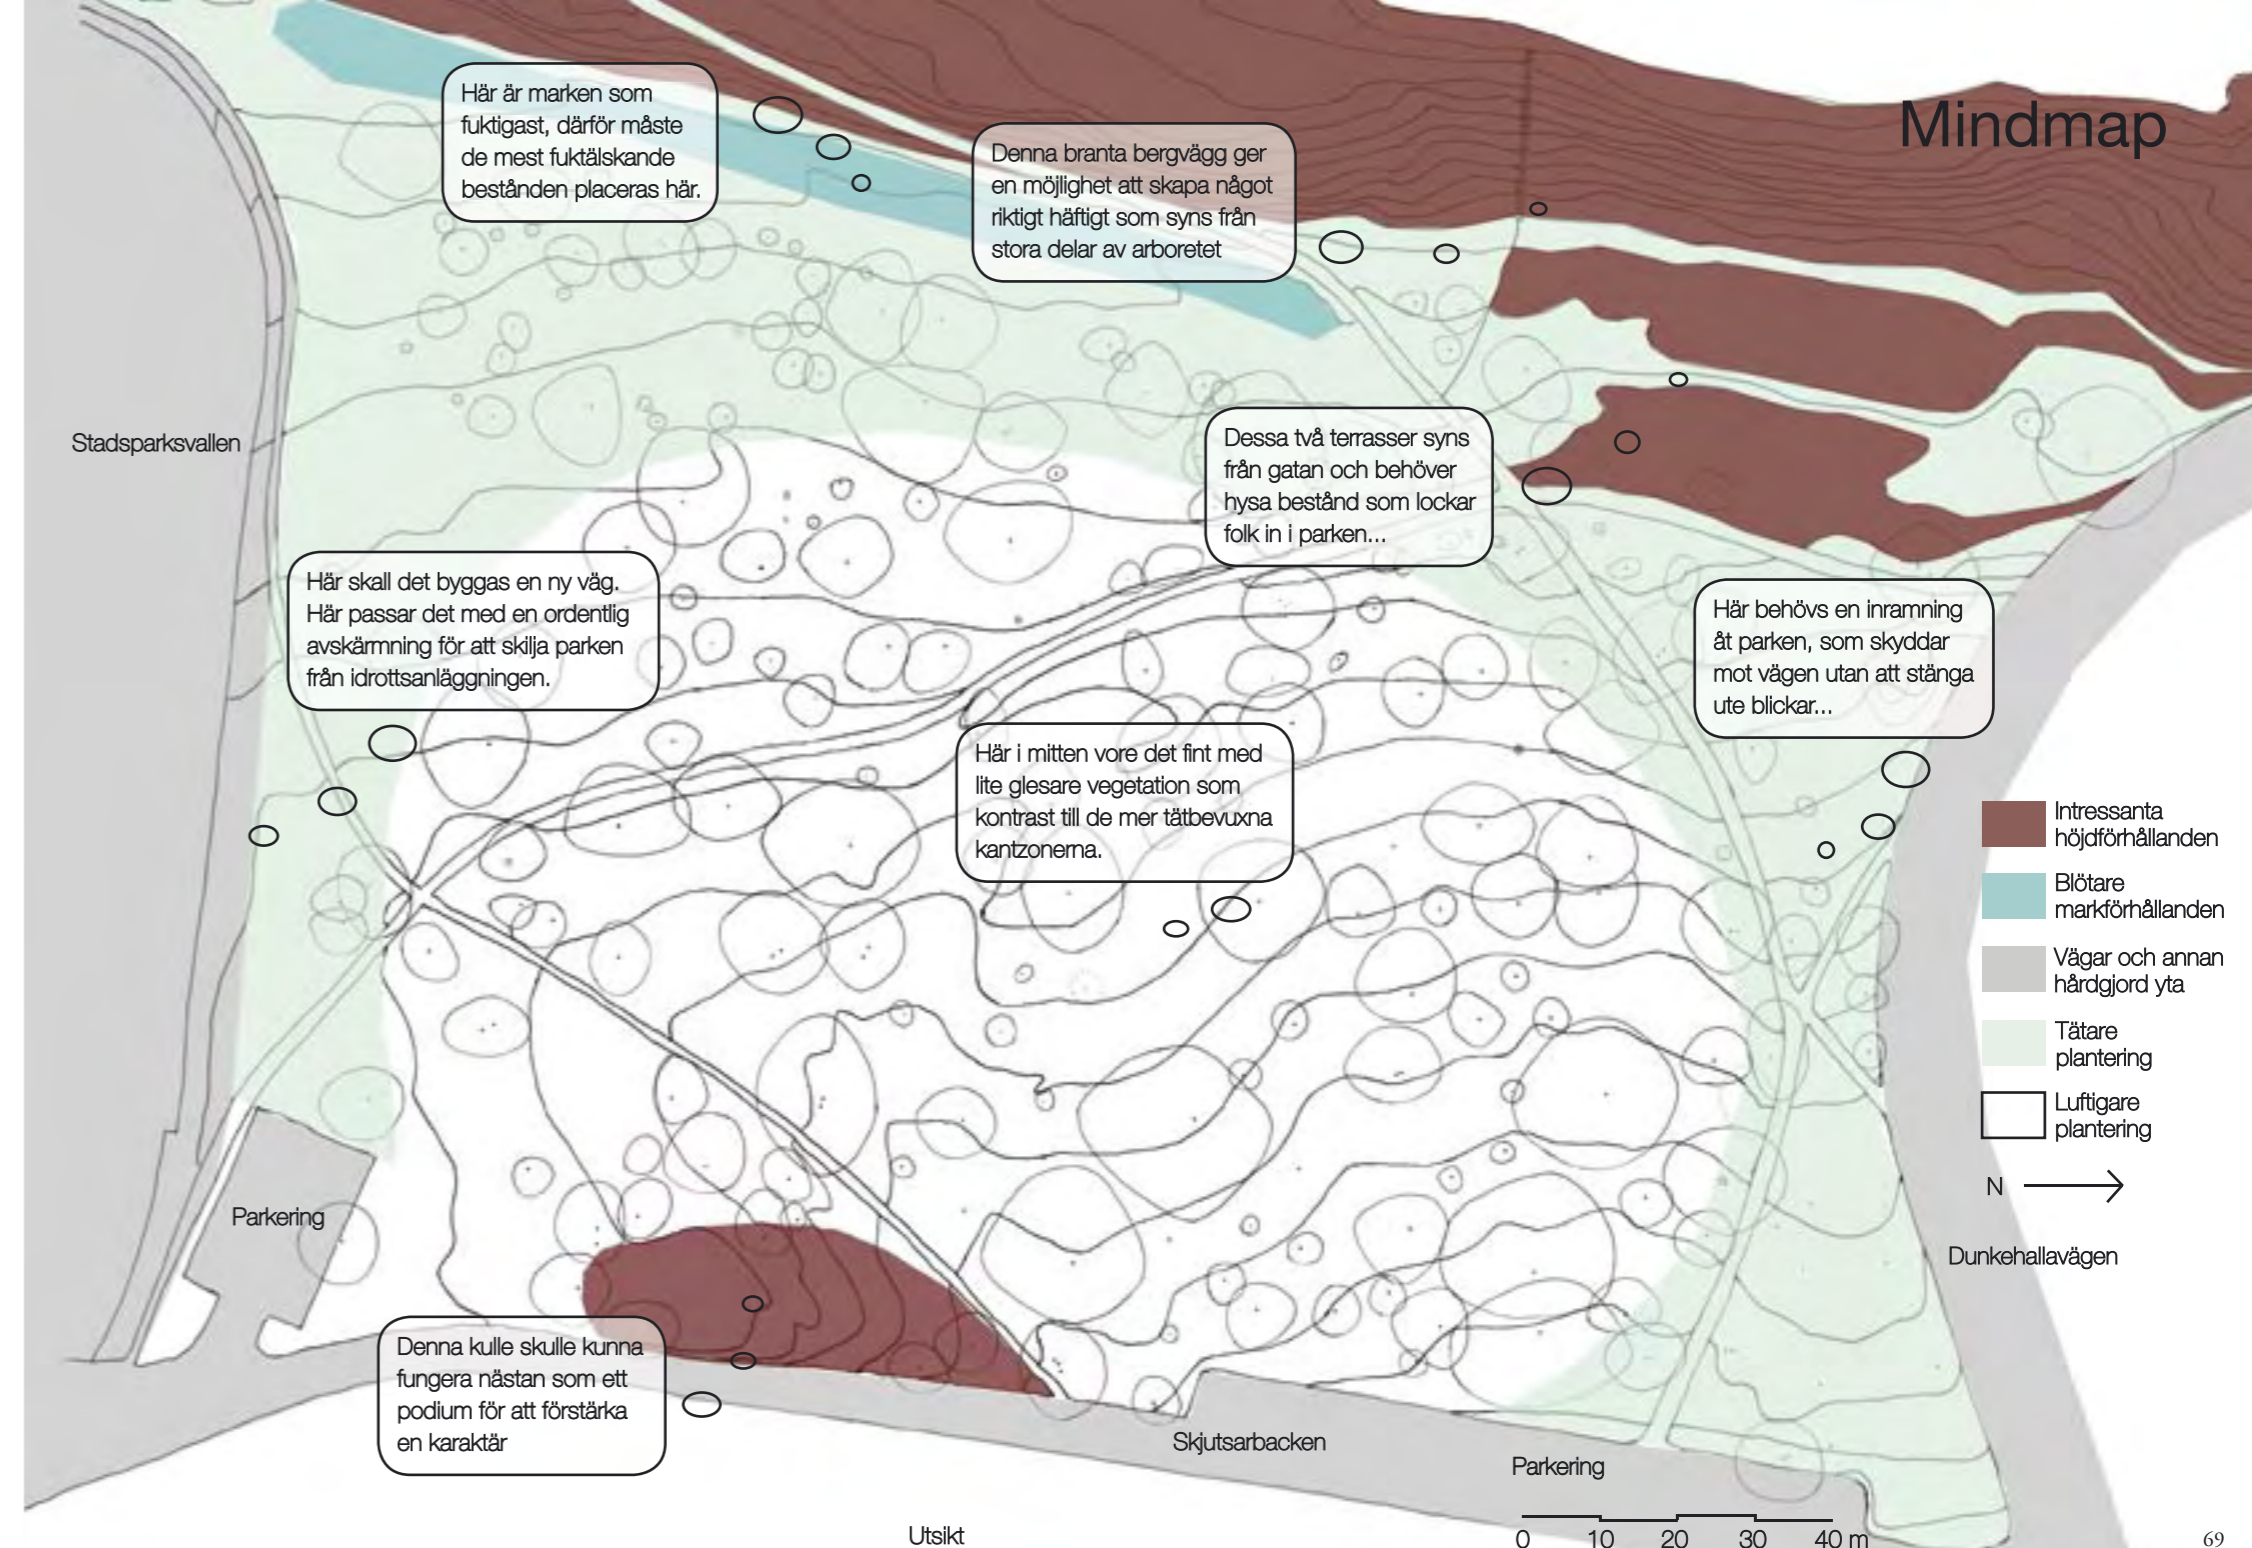 Mindmap
Här är marken som
fuktigast, därför måste
de mest fuktälskande
bestånden placeras här.
Denna branta bergvägg ger
en möjlighet att skapa något
riktigt häftigt som syns från
stora delar av arboretet
Stadsparksvallen
Dessa två terrasser syns
från gatan och behöver
hysa bestånd som lockar
folk in i parken...
Här skall det byggas en ny väg.
Här passar det med en ordentlig
avskärmning för att skilja parken
från idrottsanläggningen.
Här behövs en inramning
åt parken, som skyddar
mot vägen utan att stänga
ute blickar...
Här i mitten vore det fint med
lite glesare vegetation som
kontrast till de mer tätbevuxna
kantzonerna.
Intressanta
höjdförhållanden
Blötare
markförhållanden
Vägar och annan
hårdgjord yta
Tätare
plantering
Luftigare
plantering
N
Parkering
Dunkehallavägen
Denna kulle skulle kunna
fungera nästan som ett
podium för att förstärka
en karaktär
Skjutsarbacken
Parkering
Utsikt
0 10 20 30 40 m
69